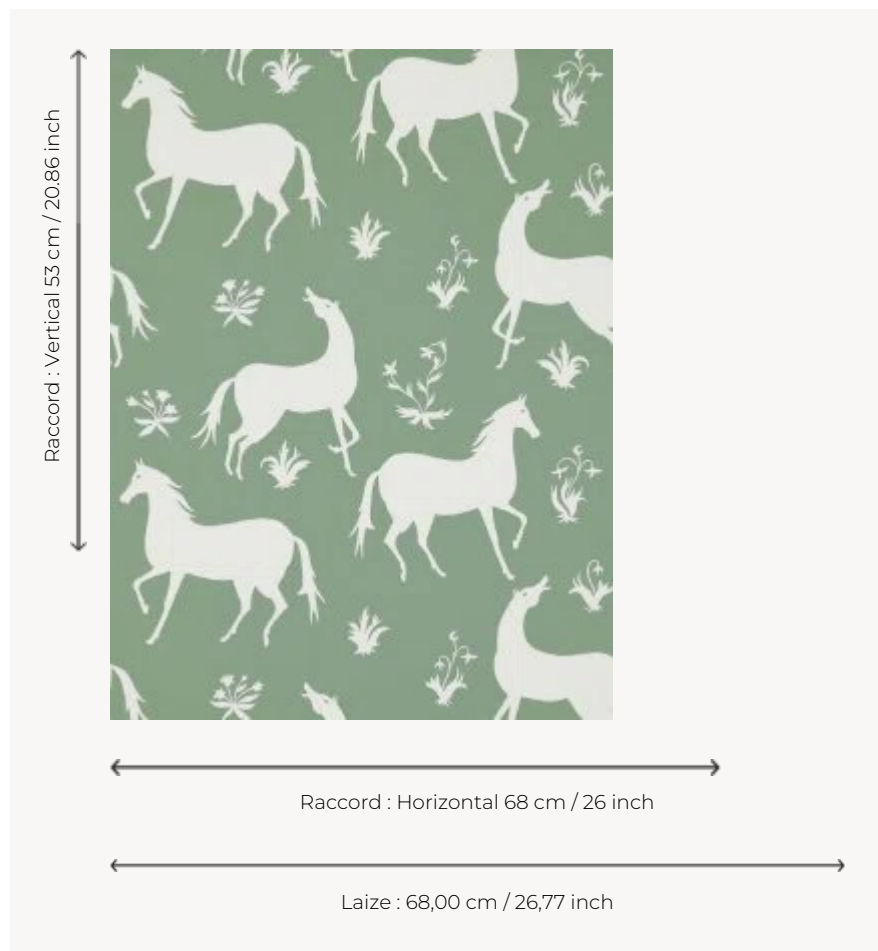 Raccord : Vertical 53 cm / 20.86 inch
Raccord : Horizontal 68 cm / 26 inch
Laize : 68,00 cm / 26,77 inch